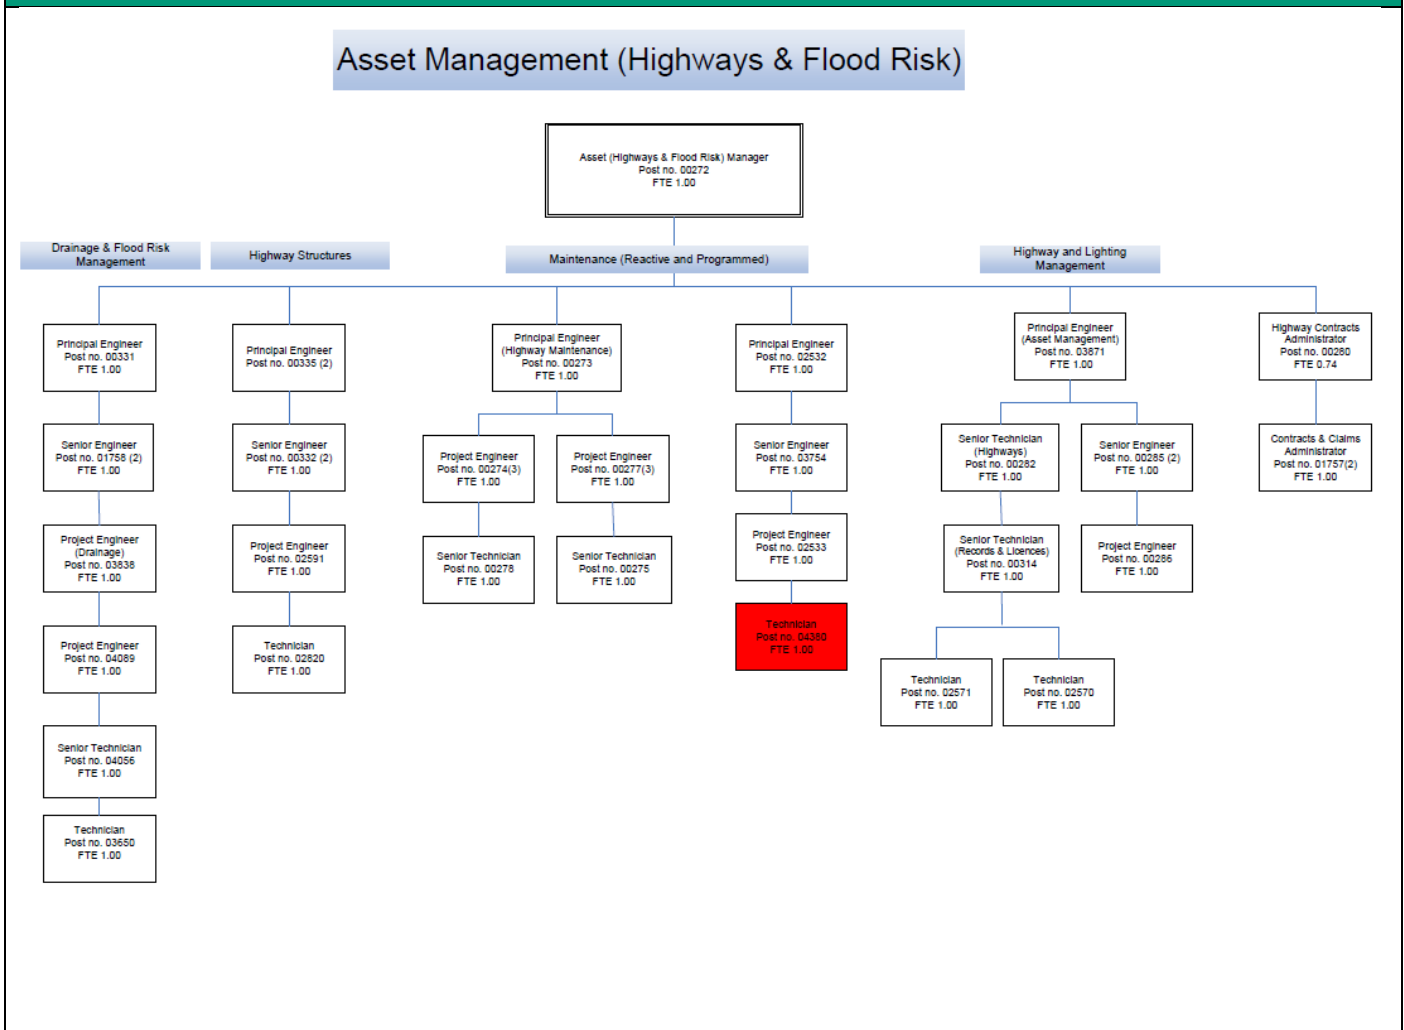 Asset Management (Highways & Flood Risk)
Asset (Highways & Flood Risk) Manager
Post no. 00272
FTE 1.00
Drainage & Flood Risk
Management
Highway Structures
Maintenance (Reactive and Programmed)
Highway and Lighting
Management
Principal Engineer
Post no. 00331
FTE 1.00
Principal Engineer
Post no. 00335 (2)
Principal Engineer
(Highway Maintenance)
Post no. 00273
FTE 1.00
Principal Engineer
Post no. 02532
FTE 1.00
Principal Engineer
(Asset Management)
Post no. 03871
FTE 1.00
Highway Contracts
Administrator
Post no. 00280
FTE 0.74
Senior Engineer
Post no. 01758 (2)
FTE 1.00
Senior Engineer
Post no. 00332 (2)
FTE 1.00
Project Engineer
Post no. 00274(3)
FTE 1.00
Project Engineer
Post no. 00277(3)
FTE 1.00
Senior Engineer
Post no. 03754
FTE 1.00
Senior Technician
(Highways)
Post no. 00282
FTE 1.00
Senior Engineer
Post no. 00285 (2)
FTE 1.00
Contracts & Claims
Administrator
Post no. 01757(2)
FTE 1.00
Project Engineer
(Drainage)
Post no. 03838
FTE 1.00
Project Engineer
Post no. 02591
FTE 1.00
Senior Technician
Post no. 00278
FTE 1.00
Senior Technician
Post no. 00275
FTE 1.00
Project Engineer
Post no. 02533
FTE 1.00
Senior Technician
(Records & Licences)
Post no. 00314
FTE 1.00
Project Engineer
Post no. 00286
FTE 1.00
Project Engineer
Post no. 04089
FTE 1.00
Technician
Post no. 02820
FTE 1.00
Technician
Post no. 04380
FTE 1.00
Technician
Post no. 02571
FTE 1.00
Technician
Post no. 02570
FTE 1.00
Senior Technician
Post no. 04056
FTE 1.00
Technician
Post no. 03650
FTE 1.00